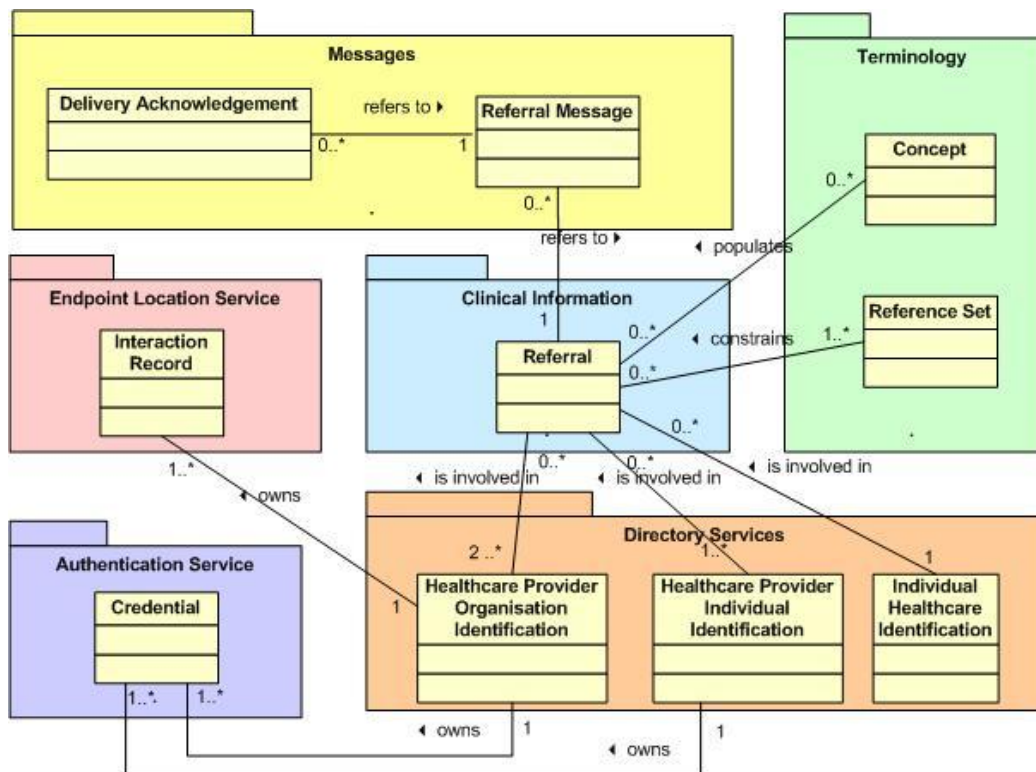 Messages
Terminology
Delivery Acknowledgement
refers to ▸
Referral Message
0..*
1
Concept
0..*
0..*
refers to ▸
◂ populates
Endpoint Location Service
Clinical Information
Interaction
Record
1
Referral
0..*
◂ constrains
0..*
Reference Set
1..*
1..*
0..*
0..*
0..*
◂ is involved in
◂ is involved in
◂ is involved in
◂ owns
Directory Services
2 ..*
1..*
1
Authentication Service
Credential
1
Healthcare Provider
Organisation
Identification
Healthcare Provider
Individual
Identification
Individual
Healthcare
Identification
1..*
1..*
◂ owns
1
◂ owns
1